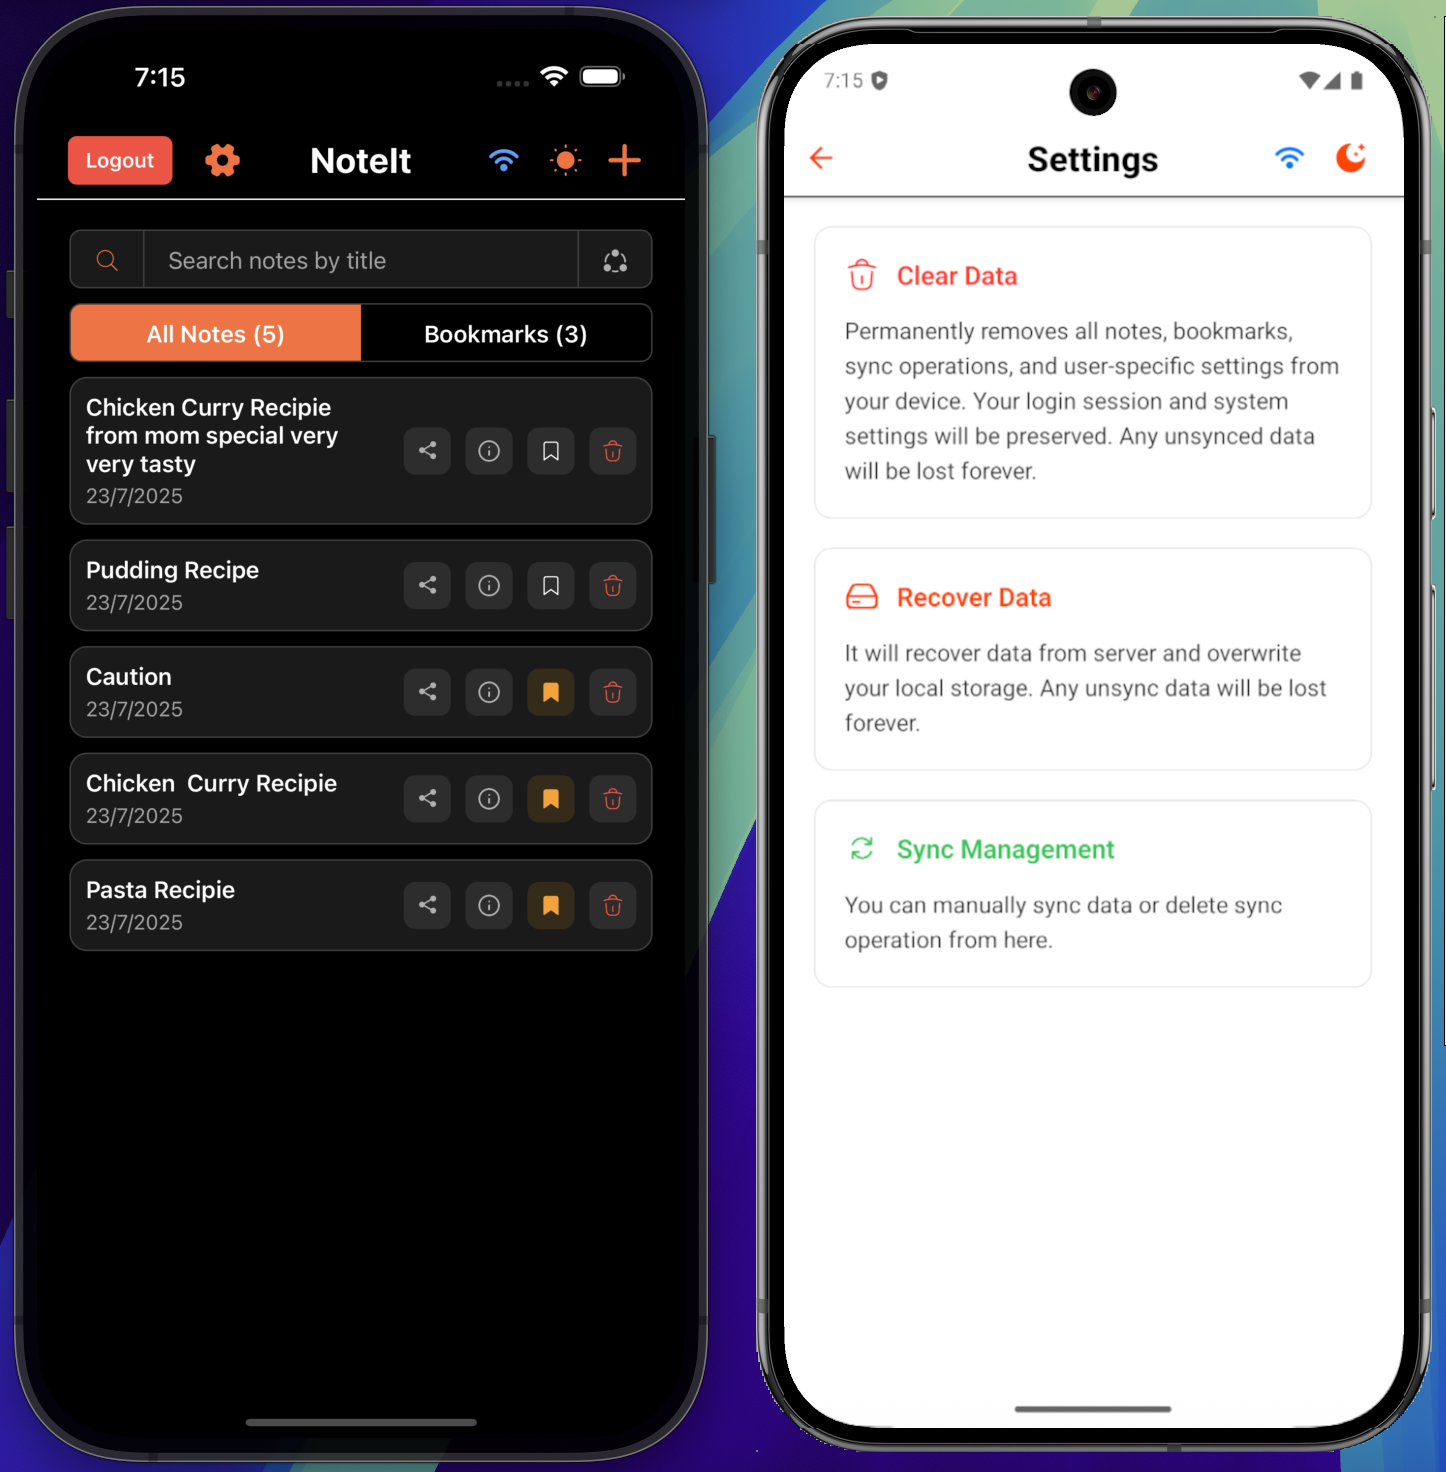 7:15
Logout
NoteIt
Search notes by title
All Notes (5)
Bookmarks (3)
Chicken Curry Recipie
from mom special very
very tasty
23/7/2025
Pudding Recipe
23/7/2025
Caution
23/7/2025
Chicken  Curry Recipie
23/7/2025
Pasta Recipie
23/7/2025
7:15
Settings
Clear Data
Permanently removes all notes, bookmarks,
sync operations, and user-specific settings from
your device. Your login session and system
settings will be preserved. Any unsynced data
will be lost forever.
Recover Data
It will recover data from server and overwrite
your local storage. Any unsync data will be lost
forever.
Sync Management
You can manually sync data or delete sync
operation from here.